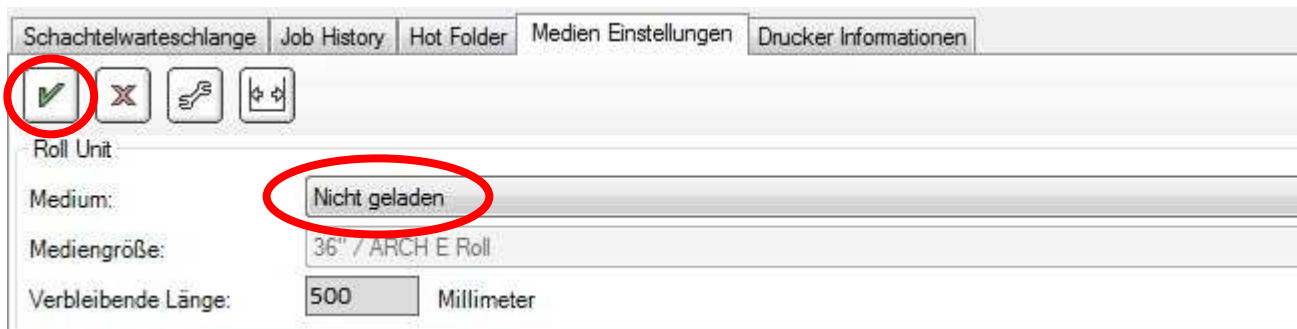 Schachtelwarteschlange Job History Hot Folder Medien Einstellungen Drucker Informationen
Roll Unit
Medium: Nicht geladen
Mediengröße: 36" / ARCH E Roll
Verbleibende Länge: 500 Millimeter